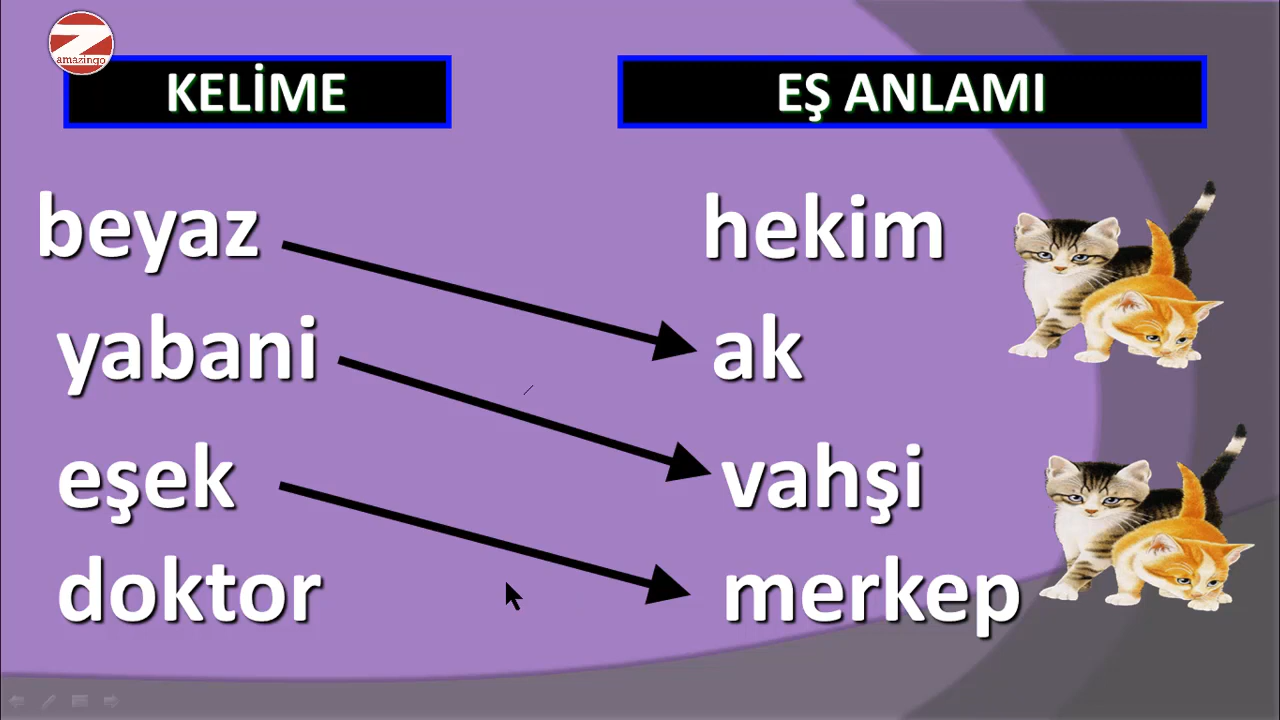 amazingo
KELİME
EŞ ANLAMI
beyaz
hekim
yabani
ak
eşek
vahşi
doktor
merkep